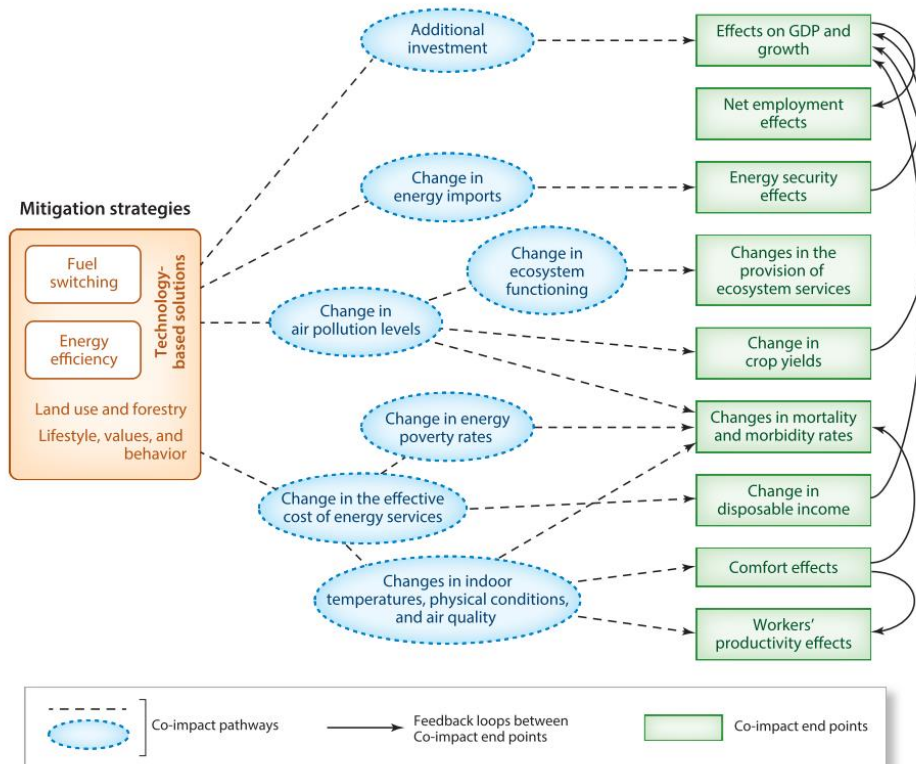 Additional
investment
Effects on GDP and
growth
Net employment
effects
Change in
energy imports
Energy security
effects
Mitigation strategies
Fuel
switching
Energy
efficiency
Technology-
based solutions
Land use and forestry
Lifestyle, values, and
behavior
Change in
ecosystem
functioning
Changes in the
provision of
ecosystem services
Change in
air pollution levels
Change in
crop yields
Change in energy
poverty rates
Changes in mortality
and morbidity rates
Change in the effective
cost of energy services
Change in
disposable income
Changes in indoor
temperatures, physical conditions,
and air quality
Comfort effects
Workers'
productivity effects
Co-impact pathways
Feedback loops between
Co-impact end points
Co-impact end points